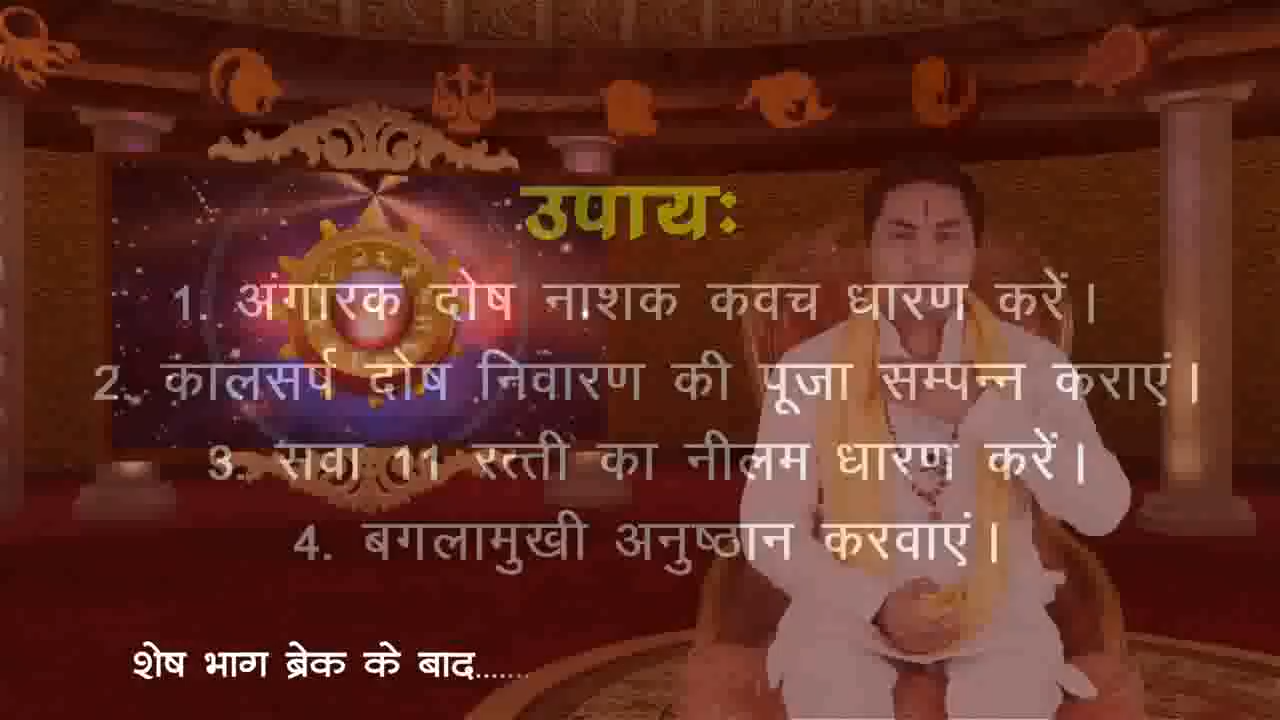 उपायः
1. अंगारक दोष नाशक कवच धारण करें।
2. कालसर्प दोष निवारण की पूजा सम्पन्न कराएं।
3. सवा 11 रत्ती का नीलम धारण करें।
4. बगलामुखी अनुष्ठान करवाएं।
शेष भाग ब्रेक के बाद.......